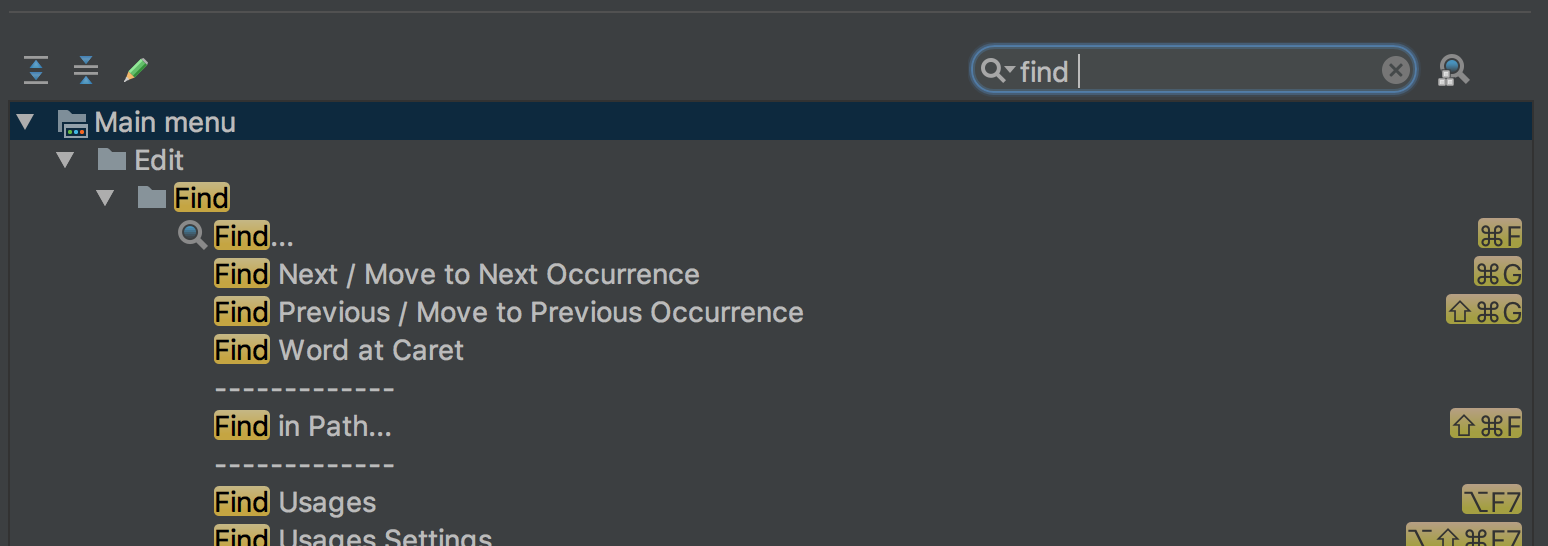 find
Main menu
Edit
Find
Find... ⌘F
Find Next / Move to Next Occurrence ⌘G
Find Previous / Move to Previous Occurrence ⇧⌘G
Find Word at Caret
-------------
Find in Path... ⇧⌘F
-------------
Find Usages ⌥F7
Find Usages Settings ⌥⇧⌘F7